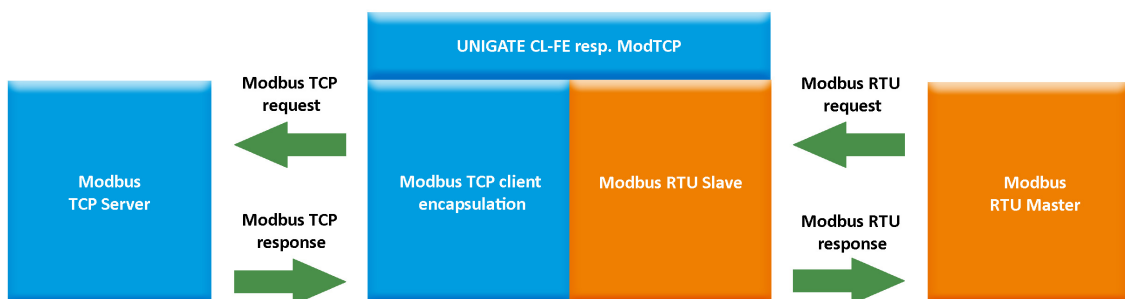 UNIGATE CL-FE resp. ModTCP
Modbus TCP
request
Modbus RTU
request
Modbus
TCP Server
Modbus TCP client
encapsulation
Modbus RTU Slave
Modbus
RTU Master
Modbus TCP
response
Modbus RTU
response